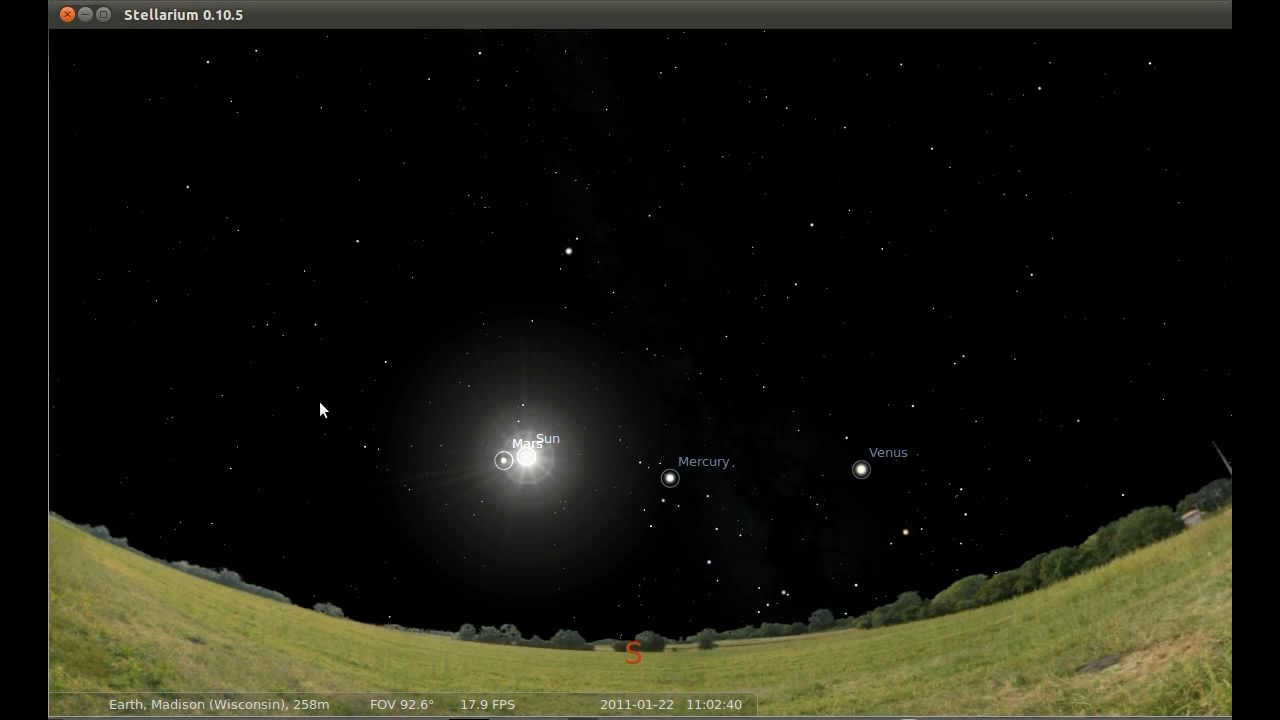 Stellarium 0.10.5
Sun
Mars
Mercury
Venus
S
Earth, Madison (Wisconsin), 258m FOV 92.6° 17.9 FPS 2011-01-22 11:02:40